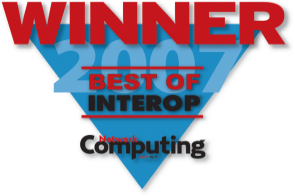 WINNER
2007
BEST OF
INTEROP
Network
Computing